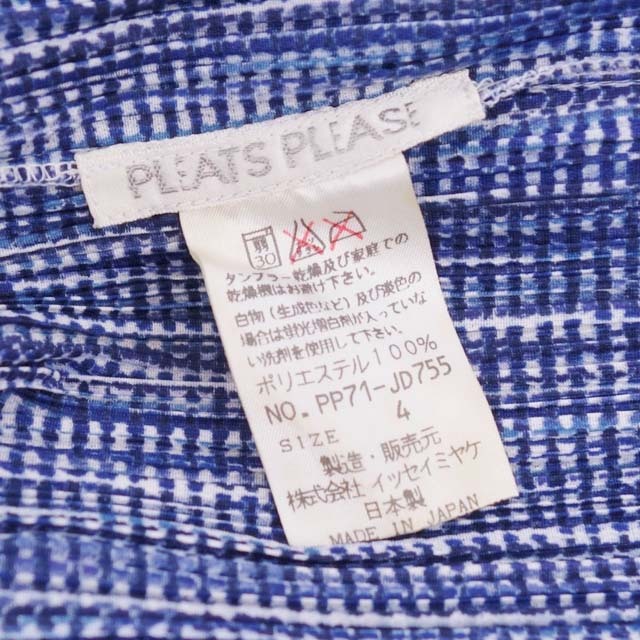 PLEATS PLEASE
弱
30
タンブラー乾燥及び家庭での
乾燥機はお避け下さい。
白物（生成色など）及び淡色の
場合は蛍光増白剤が入っていな
い洗剤を使用して下さい。
ポリエステル100%
NO.PP71-JD755
SIZE 4
製造・販売元
株式会社イッセイミヤケ
日本製
MADE IN JAPAN